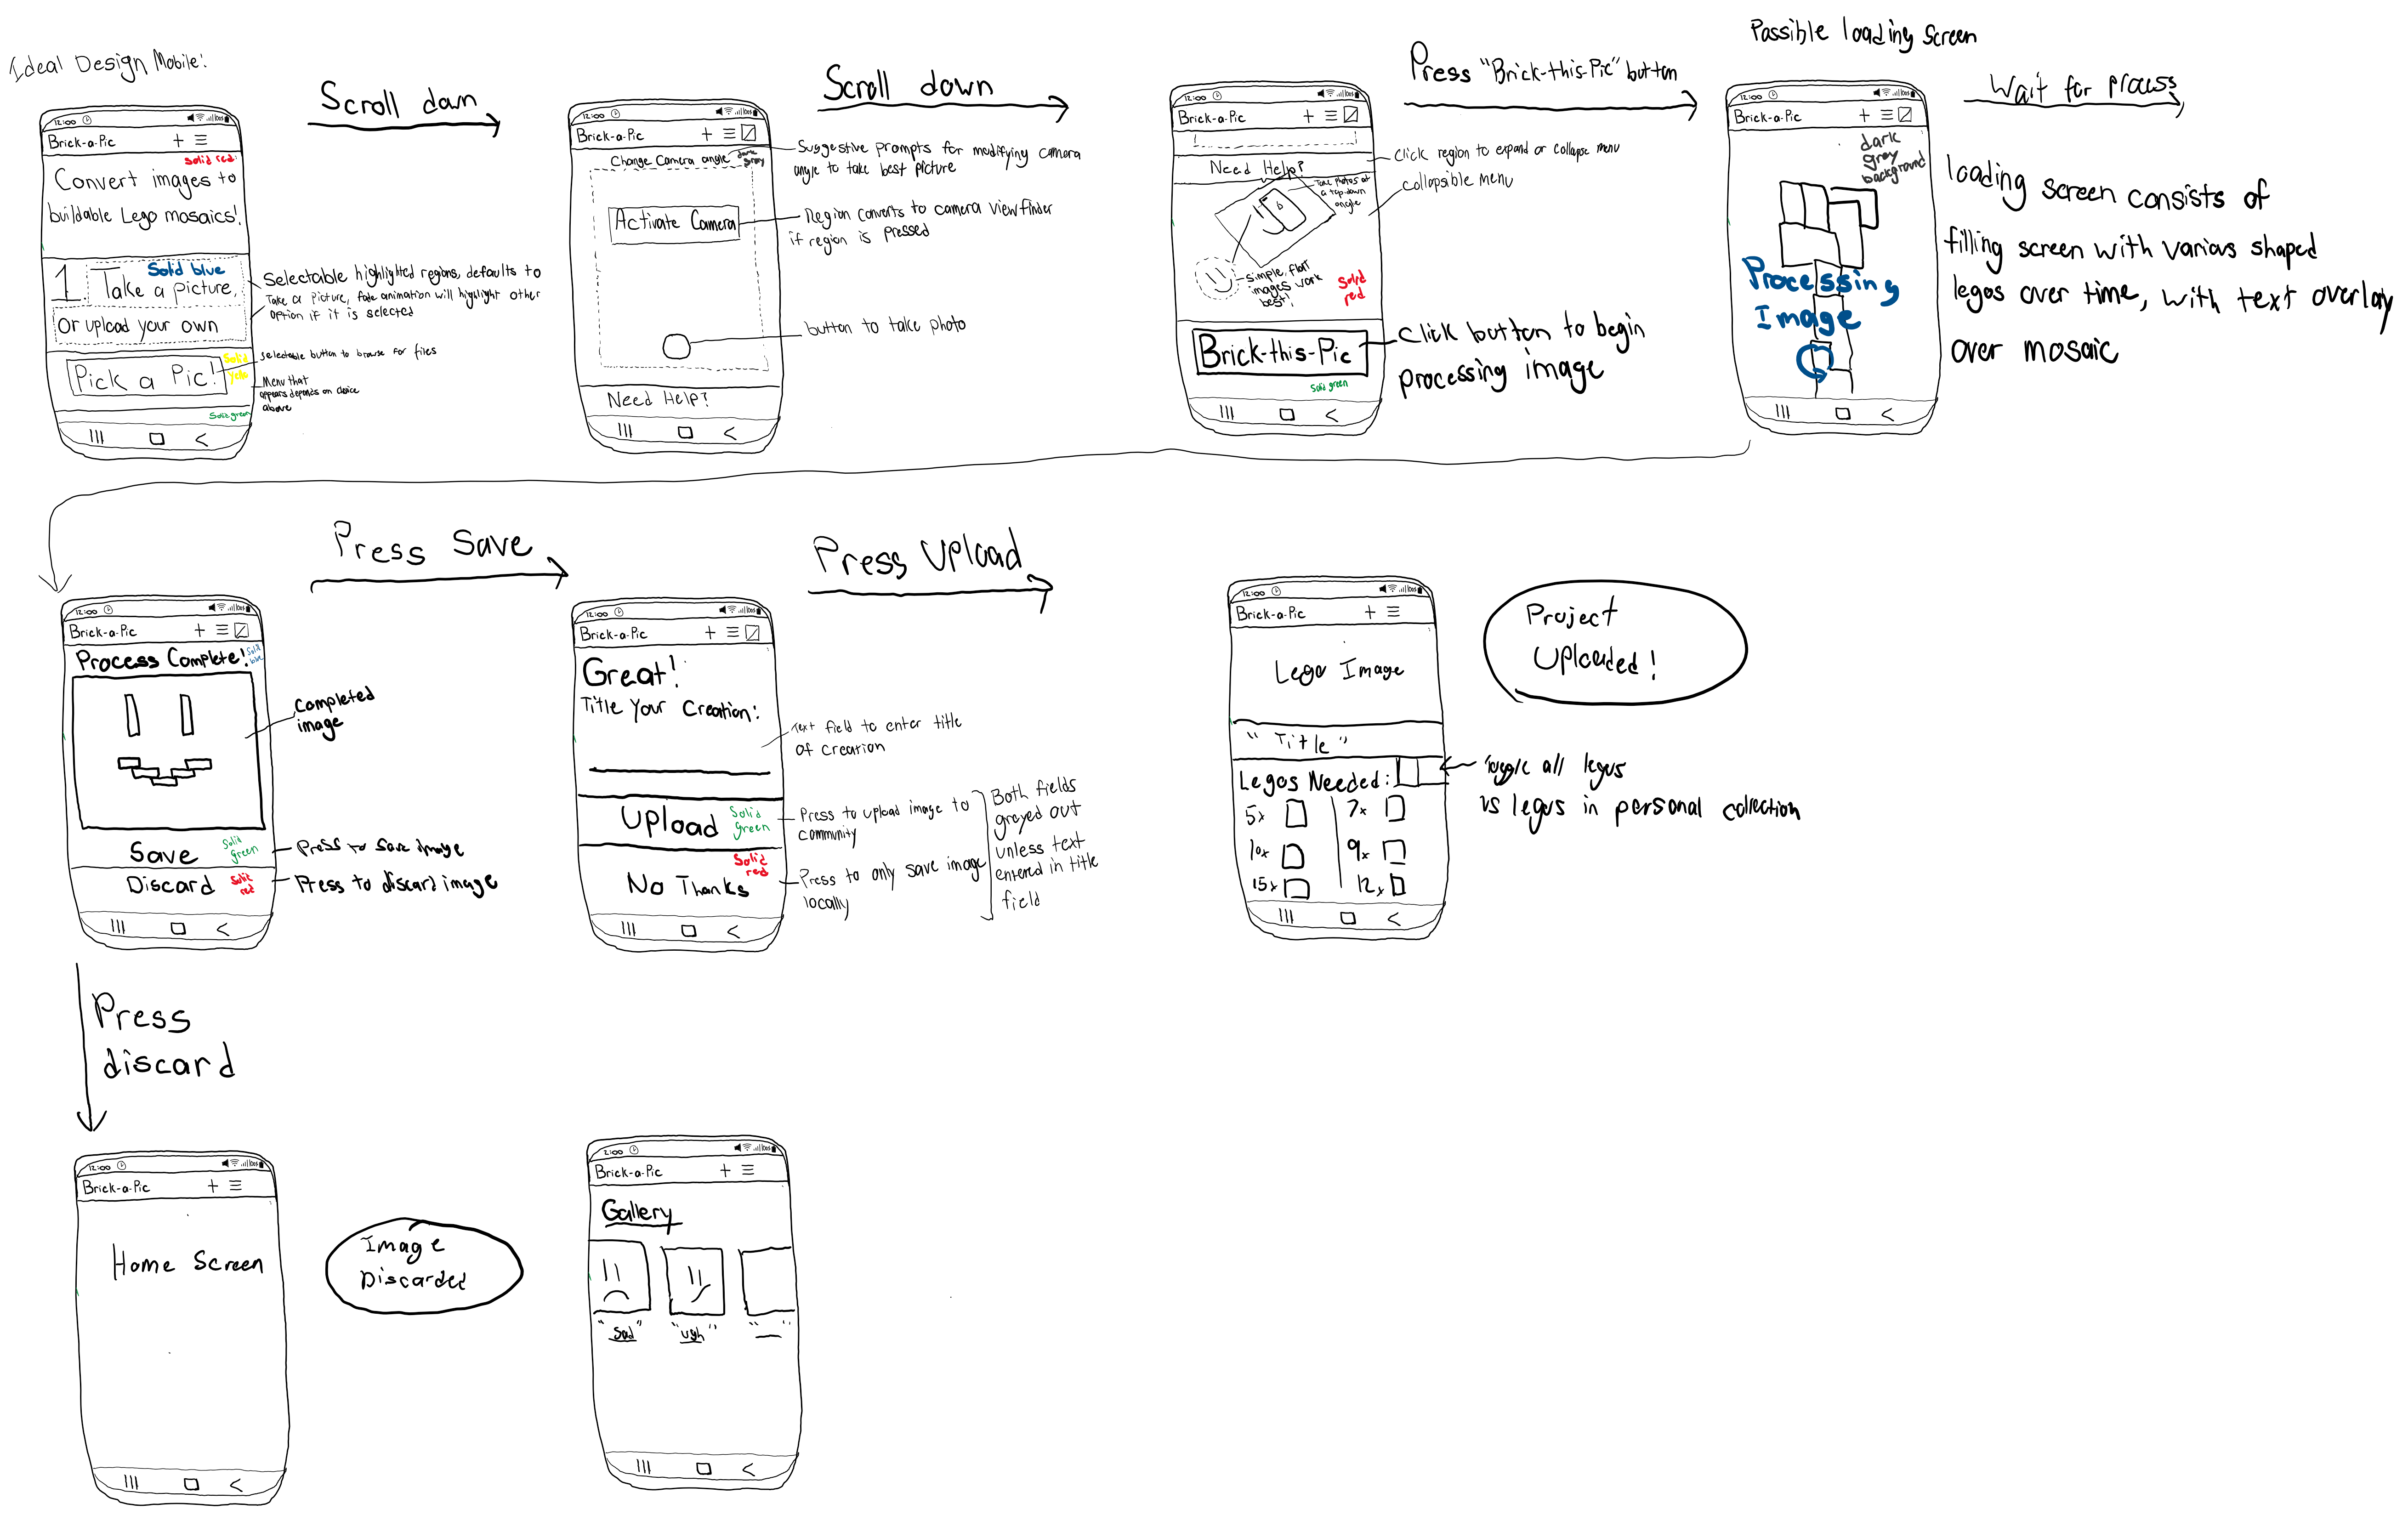 Ideal Design Mobile:
Scroll down
Scroll down
Press "Brick-this-Pic" button
Possible loading screen
Wait for process
12:00
Brick-a-Pic + ☰
Solid red
Convert images to
buildable Lego mosaics!
1.
Solid blue
Take a picture,
or upload your own
Pick a Pic!
Solid
Solid green
Selectable highlighted regions, defaults to
Take a picture, fade animation will highlight other
option if it is selected
selectable button to browse for files
Menu that
appears depends on choice
above
12:00
Brick-a-Pic + ☰
Change Camera angle
dark
grey
Activate Camera
Need Help?
Suggestive prompts for modifying camera
angle to take best picture
Region converts to camera viewfinder
if region is pressed
button to take photo
12:00
Brick-a-Pic + ☰
Need Help?
Take photos at
a top-down
angle
simple, flat
images work
best!
Solid
red
Brick-this-Pic
Solid green
Click region to expand or collapse menu
collapsible menu
Click button to begin
processing image
12:00
Brick-a-Pic + ☰
dark
grey
background
Processing
Image
loading screen consists of
filling screen with various shaped
legos over time, with text overlay
over mosaic
Press Save
Press Upload
12:00
Brick-a-Pic + ☰
Process Complete!
Solid
blue
Save
Solid
green
Discard
Solid
red
Completed
image
Press to save image
Press to discard image
12:00
Brick-a-Pic + ☰
Great!
Title Your Creation:
Upload
Solid
green
Solid
red
No Thanks
Text field to enter title
of creation
Press to upload image to
community
Press to only save image
locally
Both fields
greyed out
unless text
entered in title
field
12:00
Brick-a-Pic + ☰
Lego Image
"Title"
Legos Needed:
5x 7x
10x 9x
15x 12x
Project
Uploaded!
Toggle all legos
vs legos in personal collection
Press
discard
12:00
Brick-a-Pic + ☰
Home Screen
Image
Discarded
2:00
Brick-a-Pic + ☰
Gallery
"Sad" "ugh" "__"